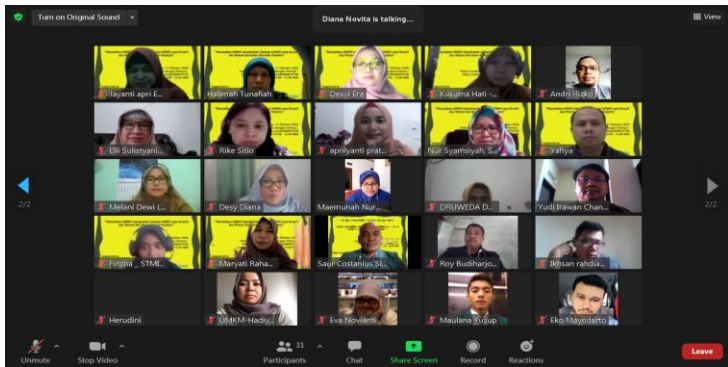 Turn on Original Sound
Diana Novita is talking...
View
Jayanti apri E...
Halimah Tunafiah
Desyi Era
Kusuma Hati -...
Andri Rizko
Elli Sulistyani...
Rike Sitio
aprilyanti prat...
Nur Syamsiyah, S...
Yahya
2/2
Melani Dewi L...
Desy Diana
Maemunah Nur...
DRUWEDA D...
Yudi Irawan Chan...
2/2
Firdha _ STMI...
Maryati Raha...
Saur Costanius Si...
Roy Budiharjo...
Ikhsan rahdia...
Herudini
UMKM-Hadiy...
Eva Novianti
Maulana Yusup
Eko Mayndarto
Unmute
Stop Video
Participants
31
Chat
Share Screen
Record
Reactions
Leave